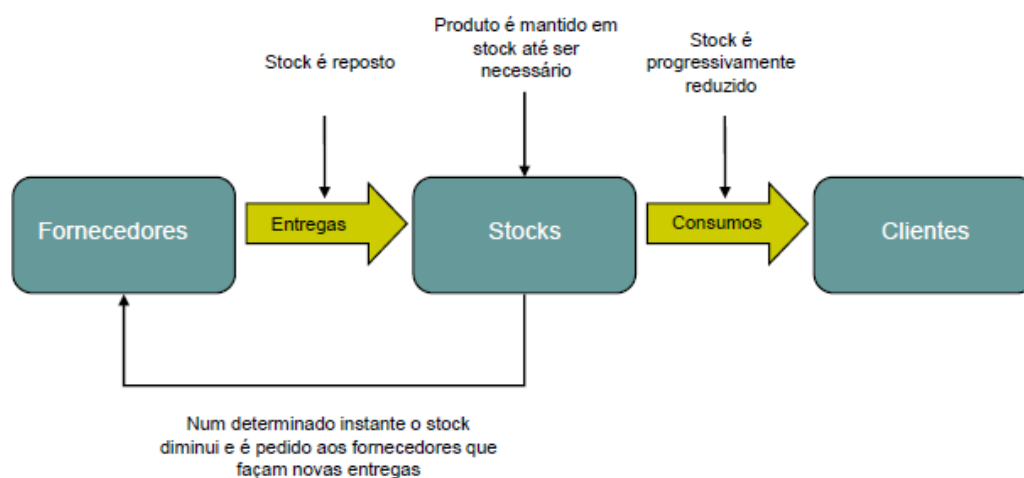 Stock é reposto
Produto é mantido em
stock até ser
necessário
Stock é
progressivamente
reduzido
Fornecedores
Entregas
Stocks
Consumos
Clientes
Num determinado instante o stock
diminui e é pedido aos fornecedores que
façam novas entregas